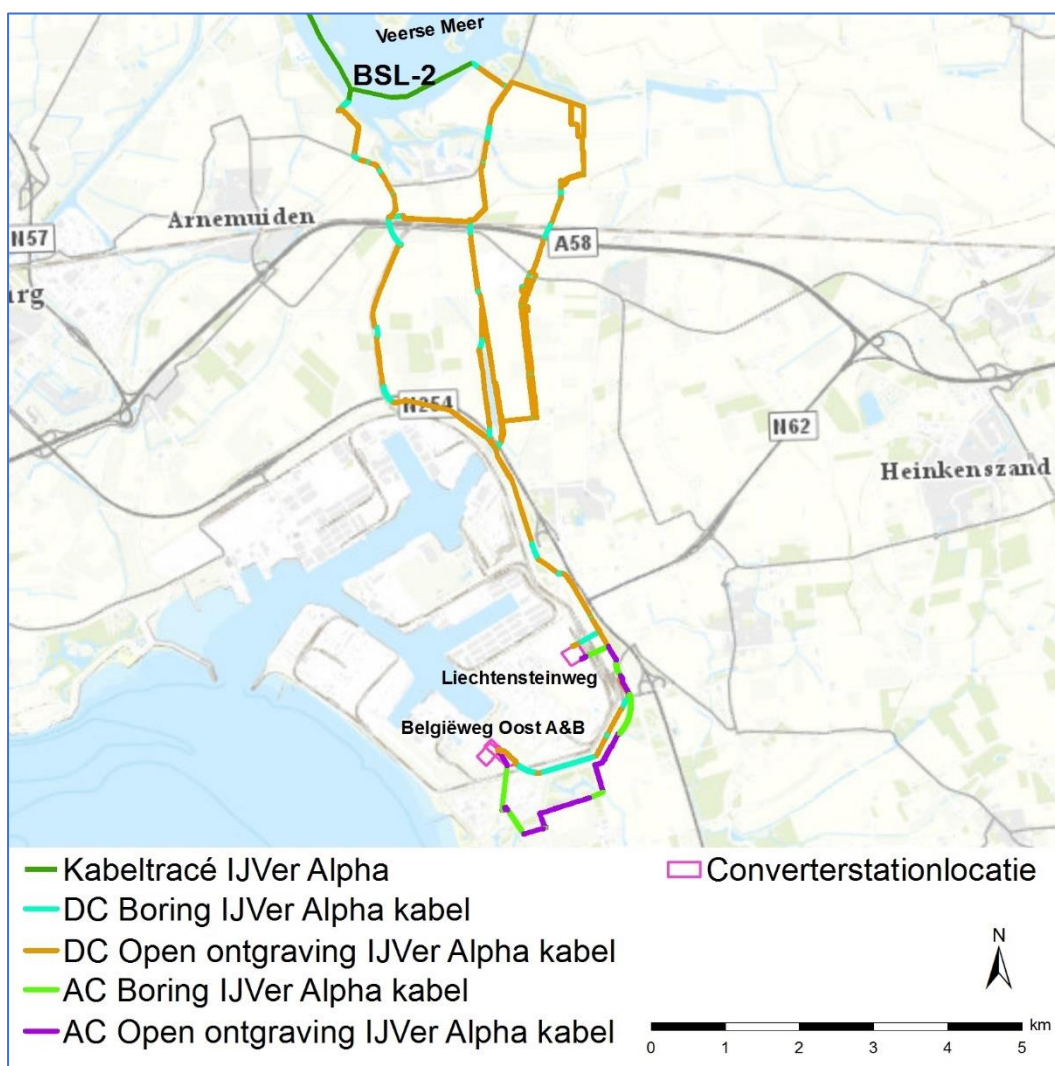 Veerse Meer
BSL-2
Arnemuiden
N57
A58
urg
N254
N62
Heinkenszand
Liechtensteinweg
Belgiëweg Oost A&B
Kabeltracé IJVer Alpha
Converterstationlocatie
DC Boring IJVer Alpha kabel
DC Open ontgraving IJVer Alpha kabel
AC Boring IJVer Alpha kabel
AC Open ontgraving IJVer Alpha kabel
N
km
0 1 2 3 4 5